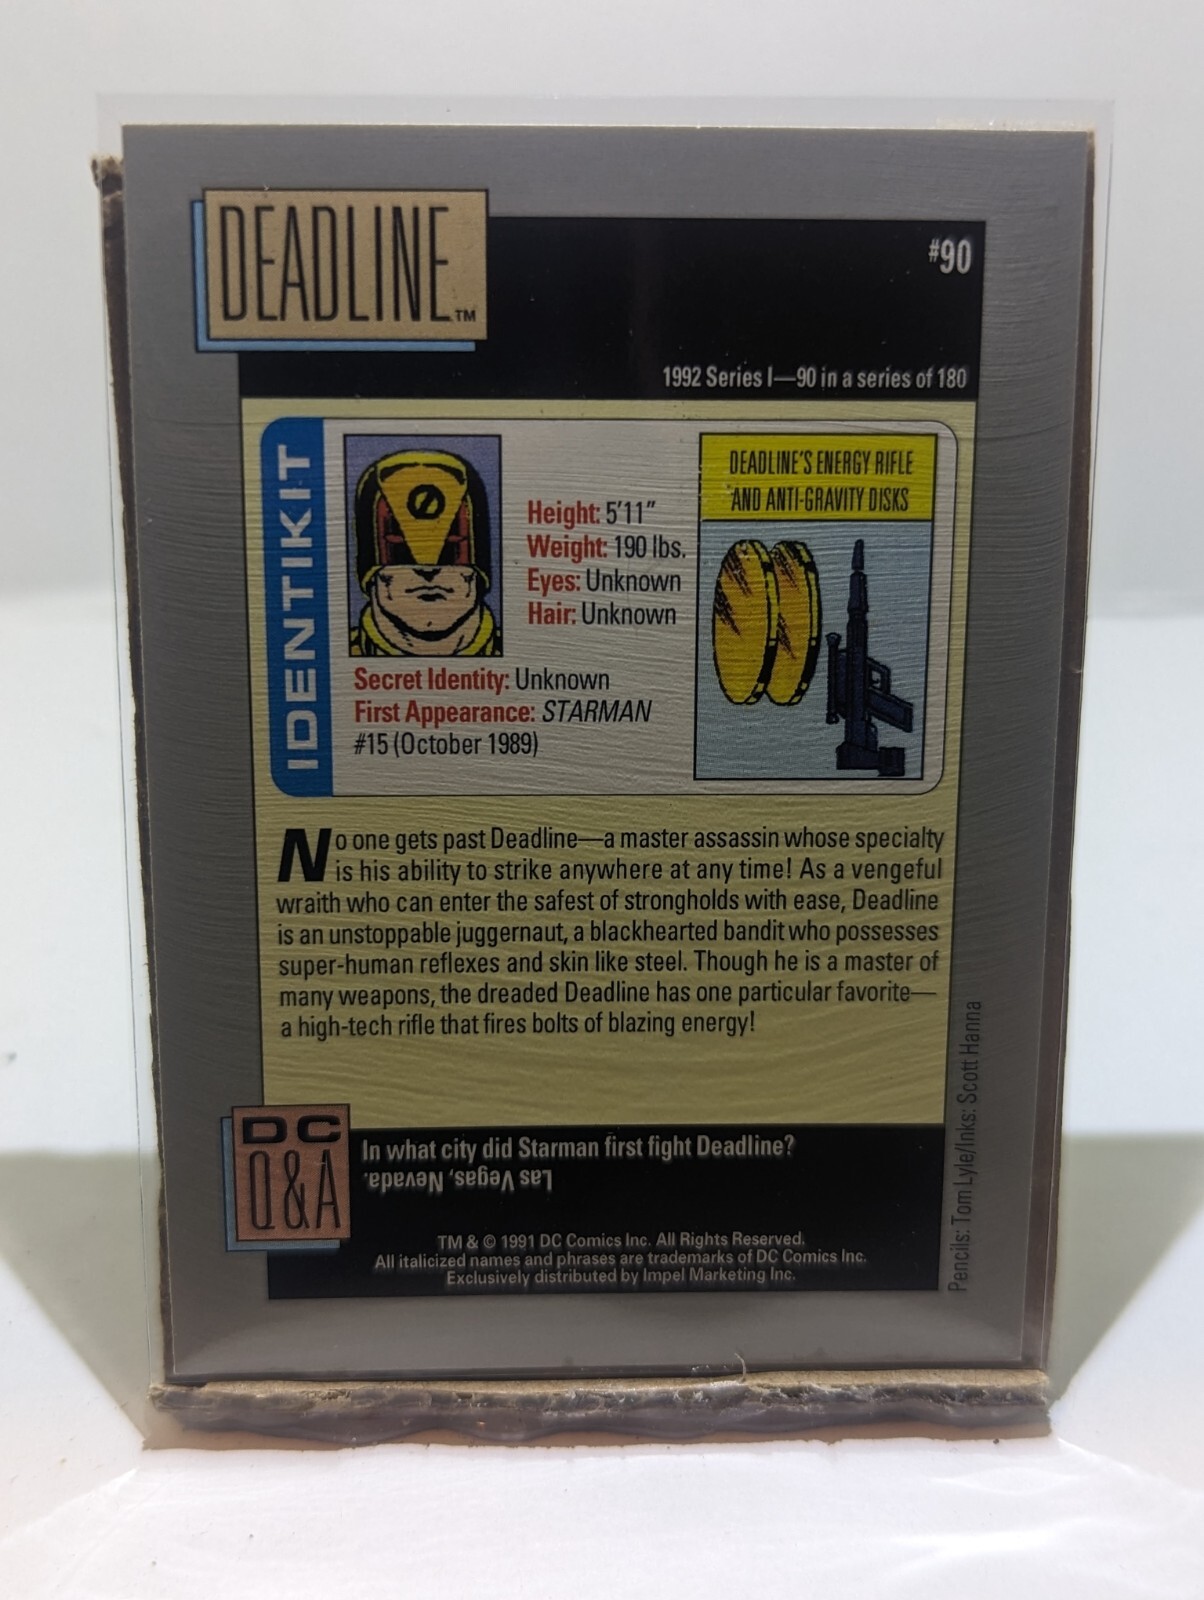 DEADLINE™
#90
1992 Series I—90 in a series of 180
IDENTIKIT
Height: 5'11"
Weight: 190 lbs.
Eyes: Unknown
Hair: Unknown
Secret Identity: Unknown
First Appearance: STARMAN
#15 (October 1989)
DEADLINE'S ENERGY RIFLE
AND ANTI-GRAVITY DISKS
No one gets past Deadline—a master assassin whose specialty
is his ability to strike anywhere at any time! As a vengeful
wraith who can enter the safest of strongholds with ease, Deadline
is an unstoppable juggernaut, a blackhearted bandit who possesses
super-human reflexes and skin like steel. Though he is a master of
many weapons, the dreaded Deadline has one particular favorite—
a high-tech rifle that fires bolts of blazing energy!
DC
Q&A
In what city did Starman first fight Deadline?
Las Vegas, Nevada.
TM & © 1991 DC Comics Inc. All Rights Reserved.
All italicized names and phrases are trademarks of DC Comics Inc.
Exclusively distributed by Impel Marketing Inc.
Pencils: Tom Lyle/Inks: Scott Hanna